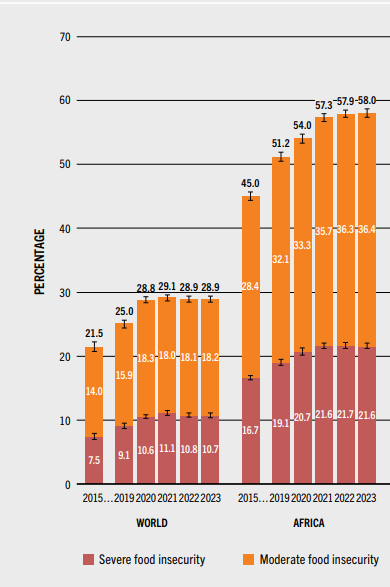 70
60
50
40
30
20
10
0
PERCENTAGE
21.5
25.0
28.8 29.1 28.9 28.9
14.0
15.9
18.3 18.0 18.1 18.2
7.5
9.1
10.6 11.1 10.8 10.7
45.0
51.2
54.0
57.3 57.9 58.0
28.4
32.1
33.3
35.7 36.3 36.4
16.7
19.1
20.7 21.6 21.7 21.6
2015... 2019 2020 2021 2022 2023
2015... 2019 2020 2021 2022 2023
WORLD
AFRICA
Severe food insecurity
Moderate food insecurity